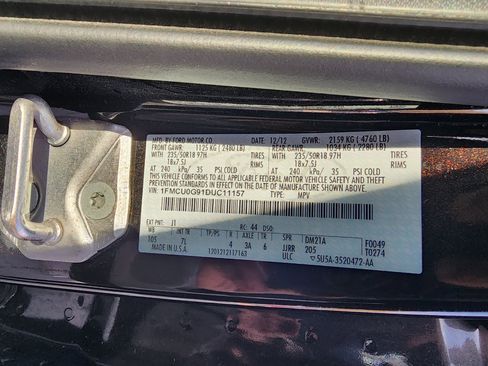 MFD. BY FORD MOTOR CO. 12/12 GVWR: 2159 KG ( 4760 LB)
FRONT GAWR: 1125 KG ( 2480 LB) REAR GAWR: 1034 KG ( 2280 LB)
WITH 235/50R18 97H TIRES WITH 235/50R18 97H TIRES
18x7.5J RIMS 18x7.5J RIMS
AT 240 kPa/ 35 PSI COLD AT 240 kPa/ 35 PSI COLD
THIS VEHICLE CONFORMS TO ALL APPLICABLE FEDERAL MOTOR VEHICLE SAFETY AND THEFT
PREVENTION STANDARDS IN EFFECT ON THE DATE OF MANUFACTURE SHOWN ABOVE.
VIN: 1FMCU0G91DUC11157 TYPE: MPV
EXT PNT: J1 RC: 44 DSO:
WB TP/PS R AXLE TR SPR DM2TA F0049
105 7L 4 3A 6 JJRR 205 T0274
MADE IN U.S.A. ULC 5U5A-3520472-AA
1201212117163